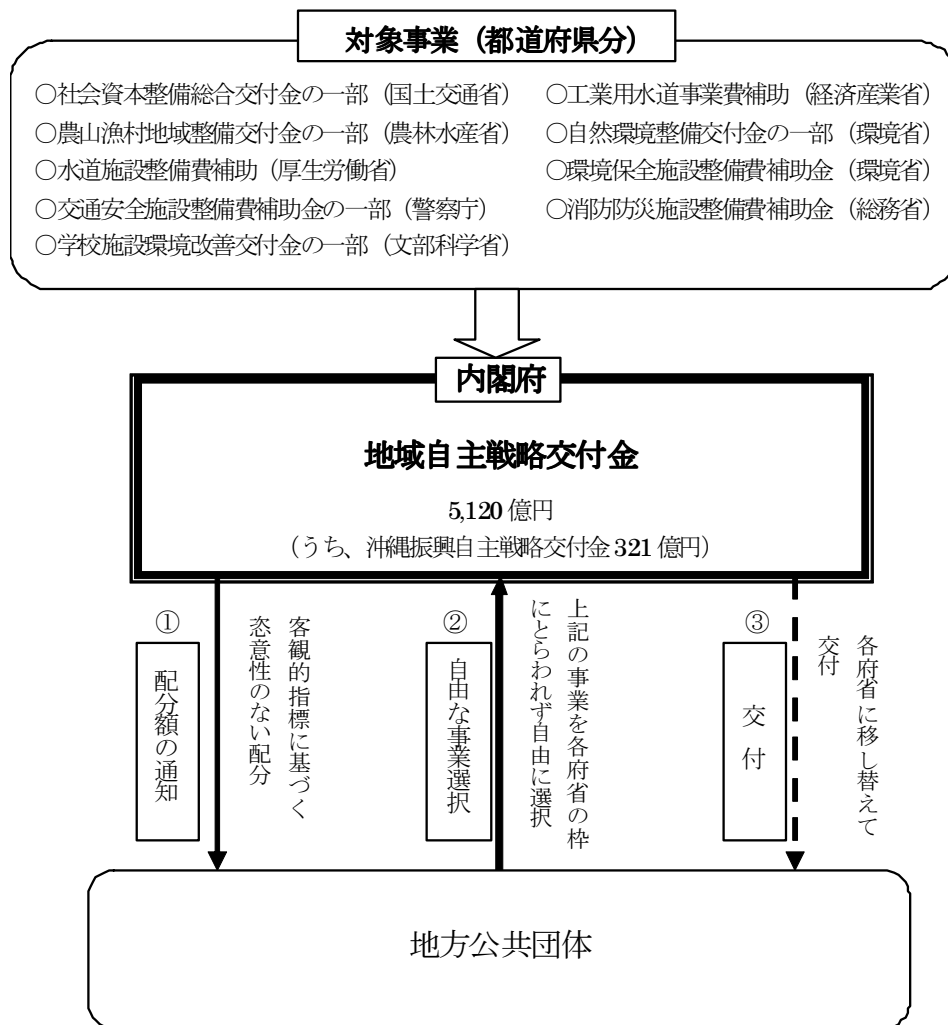 対象事業（都道府県分）
○社会資本整備総合交付金の一部（国土交通省）
○農山漁村地域整備交付金の一部（農林水産省）
○水道施設整備費補助（厚生労働省）
○交通安全施設整備費補助金の一部（警察庁）
○学校施設環境改善交付金の一部（文部科学省）
○工業用水道事業費補助（経済産業省）
○自然環境整備交付金の一部（環境省）
○環境保全施設整備費補助金（環境省）
○消防防災施設整備費補助金（総務省）
内閣府
地域自主戦略交付金
5,120 億円
（うち、沖縄振興自主戦略交付金 321 億円）
①
配分額の通知
客観的指標に基づく
恣意性のない配分
②
自由な事業選択
上記の事業を各府省の枠
にとらわれず自由に選択
③
交付
各府省に移し替えて
交付
地方公共団体